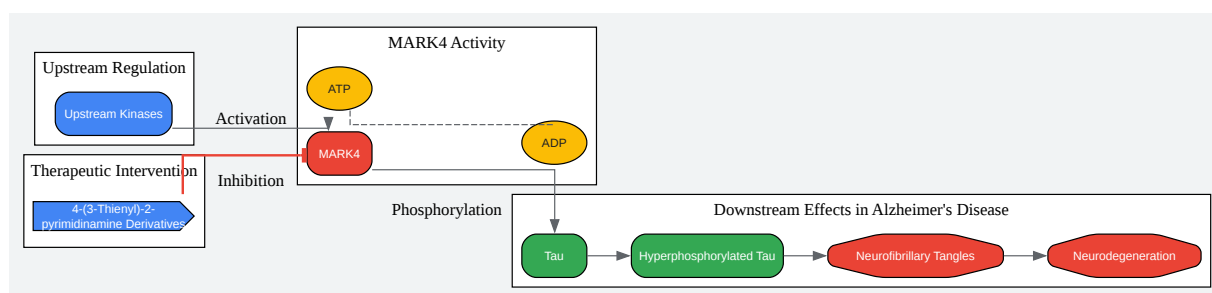 MARK4 Activity
Upstream Regulation
ATP
Upstream Kinases
Activation
ADP
MARK4
Therapeutic Intervention
Inhibition
4-(3-Thienyl)-2-
pyrimidinamine Derivatives
Phosphorylation
Downstream Effects in Alzheimer's Disease
Tau
Hyperphosphorylated Tau
Neurofibrillary Tangles
Neurodegeneration